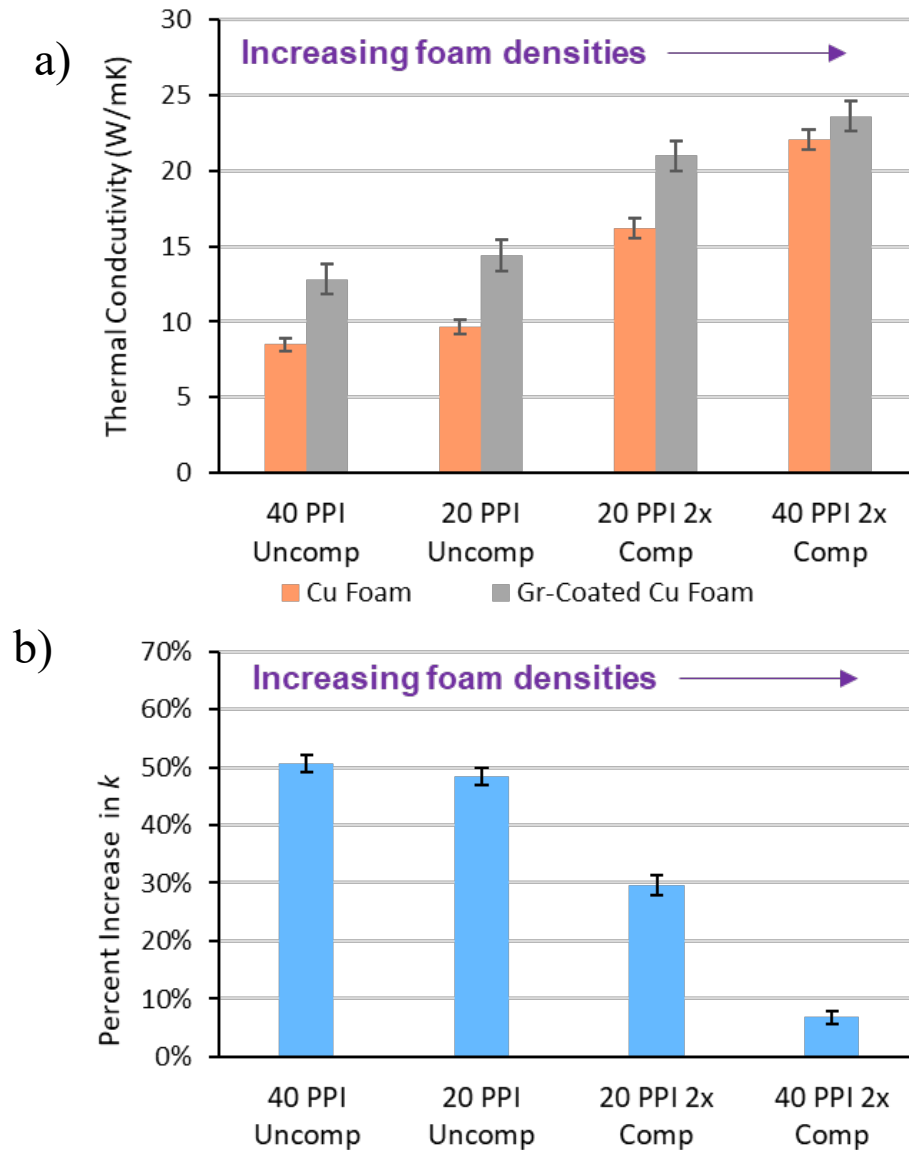 a)
Increasing foam densities
Thermal Condcutivity (W/mK)
30
25
20
15
10
5
0
40 PPI
Uncomp
20 PPI
Uncomp
20 PPI 2x
Comp
40 PPI 2x
Comp
Cu Foam
Gr-Coated Cu Foam
b)
Increasing foam densities
Percent Increase in k
70%
60%
50%
40%
30%
20%
10%
0%
40 PPI
Uncomp
20 PPI
Uncomp
20 PPI 2x
Comp
40 PPI 2x
Comp